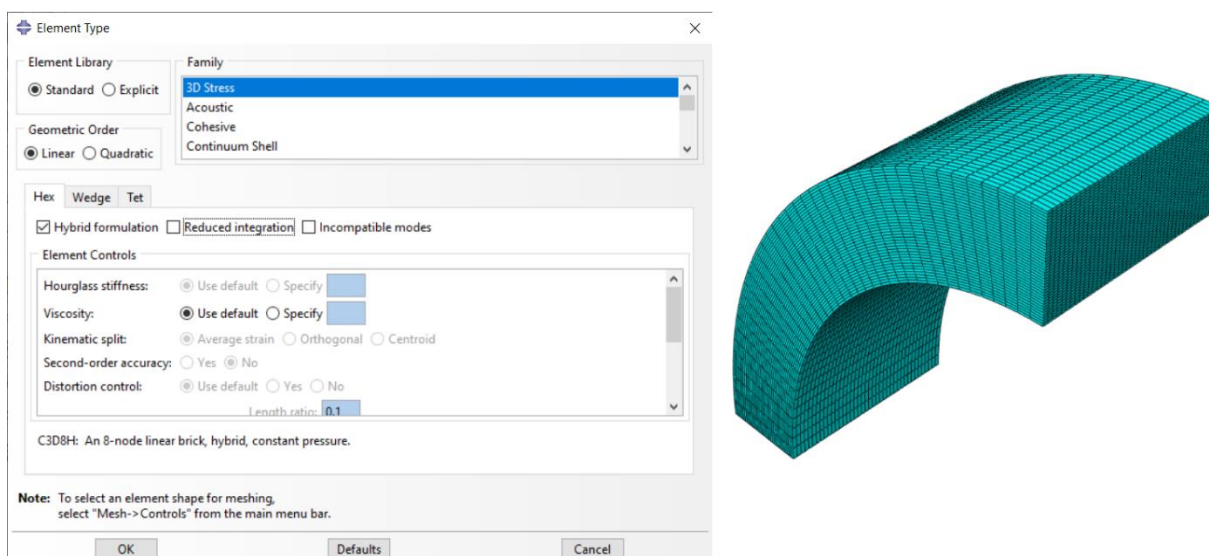 Element Type
Element Library
Standard Explicit
Family
3D Stress
Acoustic
Cohesive
Continuum Shell
Geometric Order
Linear Quadratic
Hex Wedge Tet
Hybrid formulation Reduced integration Incompatible modes
Element Controls
Hourglass stiffness: Use default Specify
Viscosity: Use default Specify
Kinematic split: Average strain Orthogonal Centroid
Second-order accuracy: Yes No
Distortion control: Use default Yes No
Length ratio: 0.1
C3D8H: An 8-node linear brick, hybrid, constant pressure.
Note: To select an element shape for meshing,
select "Mesh->Controls" from the main menu bar.
OK Defaults Cancel